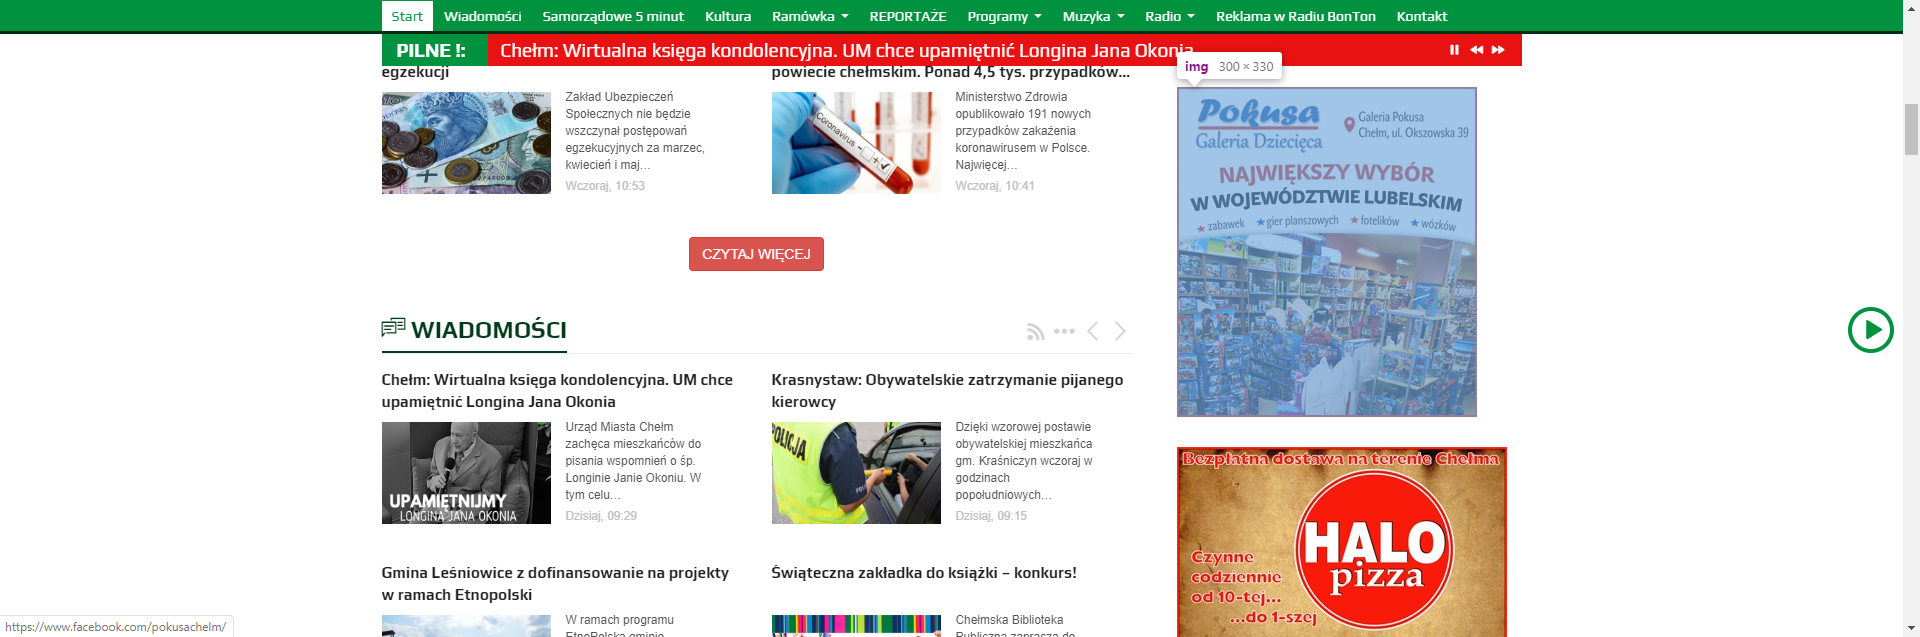 Start Wiadomości Samorządowe 5 minut Kultura Ramówka REPORTAŻE Programy Muzyka Radio Reklama w Radiu BonTon Kontakt
PILNE !: Chełm: Wirtualna księga kondolencyjna. UM chce upamiętnić Longina Jana Okonia
img 300 × 330
egzekucji
Zakład Ubezpieczeń
Społecznych nie będzie
wszczynał postępowań
egzekucyjnych za marzec,
kwiecień i maj...
Wczoraj, 10:53
powiecie chełmskim. Ponad 4,5 tys. przypadków...
Coronavirus
Ministerstwo Zdrowia
opublikowało 191 nowych
przypadków zakażenia
koronawirusem w Polsce.
Najwięcej...
Wczoraj, 10:41
CZYTAJ WIĘCEJ
Pokusa
Galeria Dziecięca
Galeria Pokusa
Chełm, ul. Okszowska 39
NAJWIĘKSZY WYBÓR
W WOJEWÓDZTWIE LUBELSKIM
zabawek gier planszowych fotelików wózków
WIADOMOŚCI
Chełm: Wirtualna księga kondolencyjna. UM chce
upamiętnić Longina Jana Okonia
UPAMIĘTNIJMY
LONGINA JANA OKONIA
Urząd Miasta Chełm
zachęca mieszkańców do
pisania wspomnień o śp.
Longinie Janie Okoniu. W
tym celu...
Dzisiaj, 09:29
Krasnystaw: Obywatelskie zatrzymanie pijanego
kierowcy
POLICJA
Dzięki wzorowej postawie
obywatelskiej mieszkańca
gm. Kraśniczyn wczoraj w
godzinach
popołudniowych...
Dzisiaj, 09:15
Bezpłatna dostawa na terenie Chełma
HALO
pizza
Czynne
codziennie
od 10-tej...
...do 1-szej
Gmina Leśniowice z dofinansowanie na projekty
w ramach Etnopolski
W ramach programu
EtnoPolska gminie
Świąteczna zakładka do książki – konkurs!
Chełmska Biblioteka
Publiczna zaprasza do
https://www.facebook.com/pokusachelm/